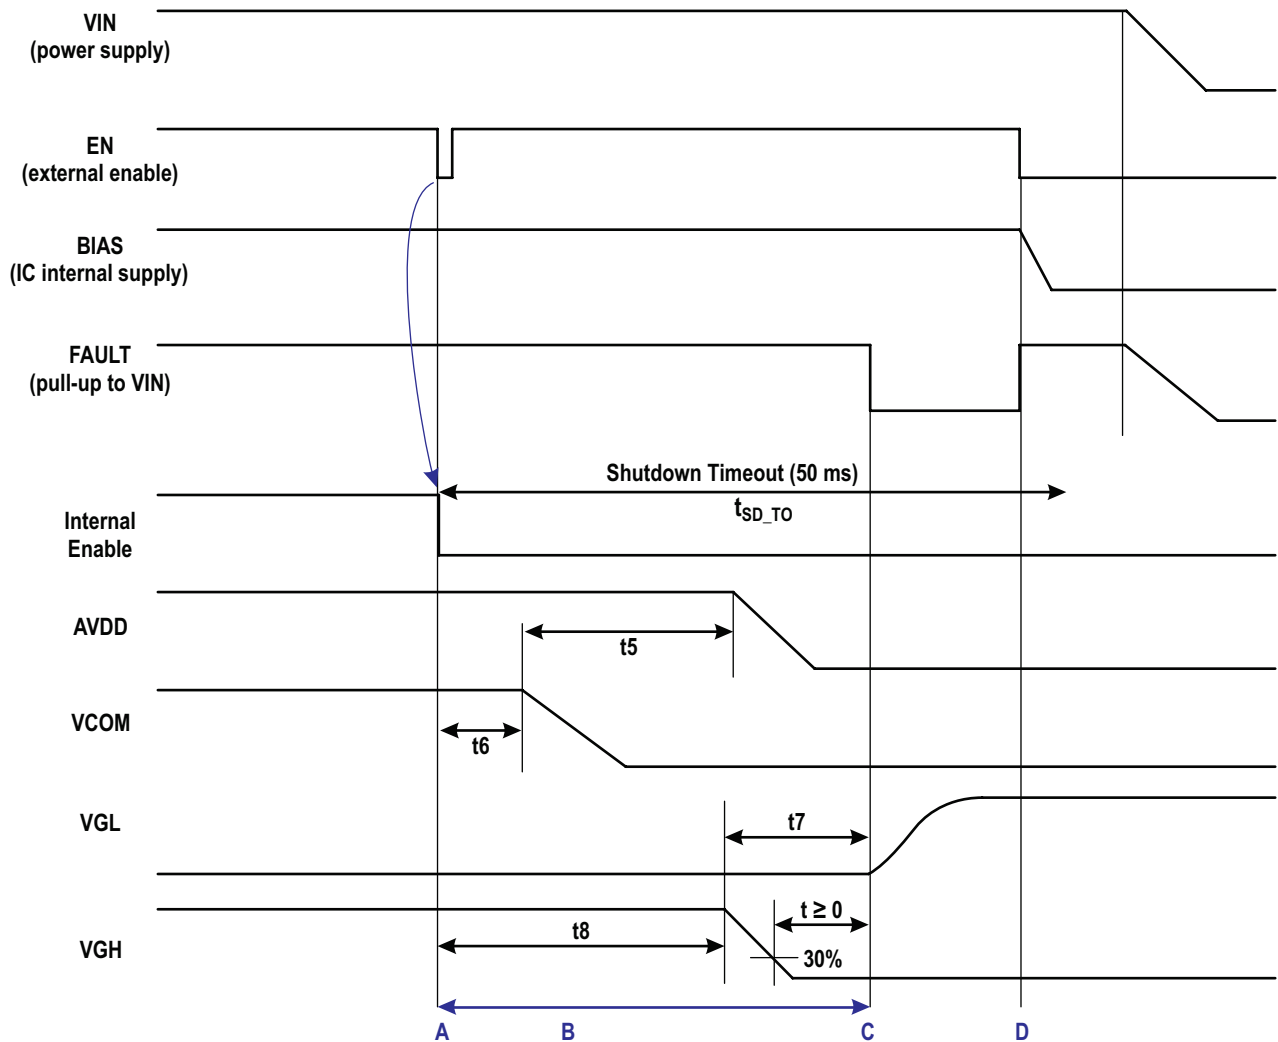 VIN
(power supply)
EN
(external enable)
BIAS
(IC internal supply)
FAULT
(pull-up to VIN)
Shutdown Timeout (50 ms)
tSD_TO
Internal
Enable
AVDD
t5
VCOM
t6
VGL
t7
t ≥ 0
t8
VGH
30%
A
B
C
D